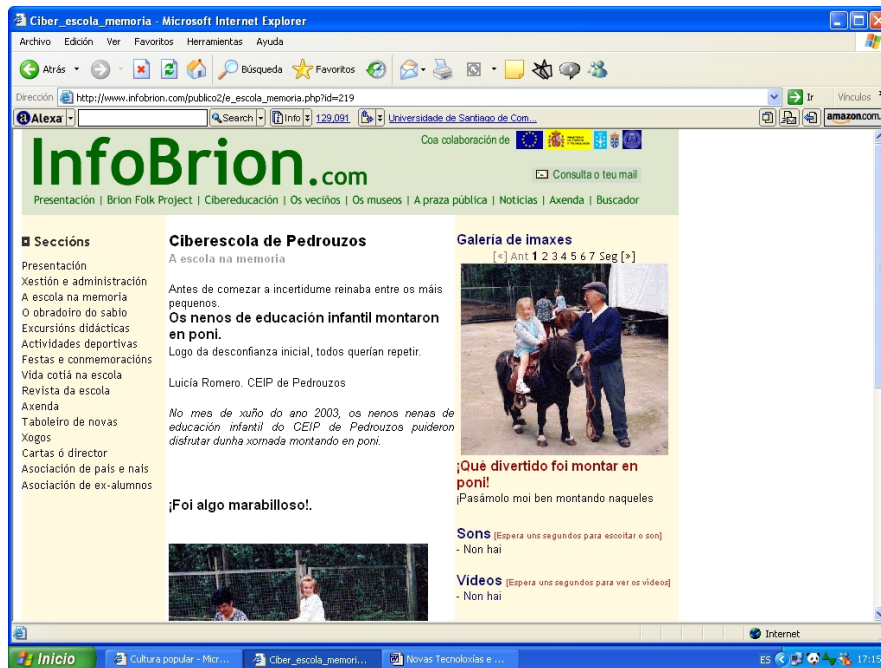 Ciber_escola_memoria - Microsoft Internet Explorer
Archivo Edición Ver Favoritos Herramientas Ayuda
Atrás Búsqueda Favoritos
Dirección http://www.infobrion.com/publico2/e_escola_memoria.php?id=219 Ir Vínculos
Alexa Search Info 129,091 Universidade de Santiago de Com... amazon.com
InfoBrion.com
Coa colaboración de
Consulta o teu mail
Presentación | Brion Folk Project | Cibereducación | Os veciños | Os museos | A praza pública | Noticias | Axenda | Buscador
Seccións
Presentación
Xestión e administración
A escola na memoria
O obradoiro do sabio
Excursións didácticas
Actividades deportivas
Festas e conmemoracións
Vida cotiá na escola
Revista da escola
Axenda
Taboleiro de novas
Xogos
Cartas ó director
Asociación de pais e nais
Asociación de ex-alumnos
Ciberescola de Pedrouzos
A escola na memoria
Antes de comezar a incertidume reinaba entre os máis
pequenos.
Os nenos de educación infantil montaron
en poni.
Logo da desconfianza inicial, todos querían repetir.
Luicía Romero. CEIP de Pedrouzos
No mes de xuño do ano 2003, os nenos nenas de
educación infantil do CEIP de Pedrouzos puideron
disfrutar dunha xornada montando en poni.
¡Foi algo marabilloso!.
Galería de imaxes
[«] Ant 1 2 3 4 5 6 7 Seg [»]
¡Qué divertido foi montar en
poni!
¡Pasámolo moi ben montando naqueles
Sons [Espera uns segundos para escoitar o son]
- Non hai
Vídeos [Espera uns segundos para ver os vídeos]
- Non hai
Internet
Inicio Cultura popular - Micr... Ciber_escola_memori... Novas Tecnoloxías e ... ES 17:15